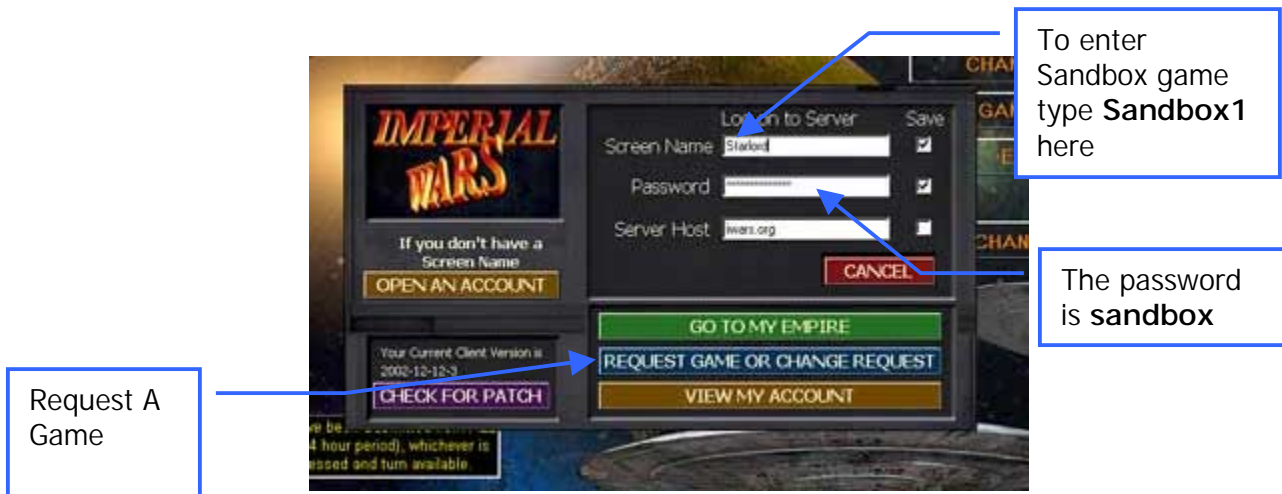 To enter
Sandbox game
type Sandbox1
here
CHAN
IMPERIAL
WARS
Log on to Server
Save
Screen Name
Starlord
Password
Server Host
iwars.org
If you don't have a
Screen Name
OPEN AN ACCOUNT
CANCEL
The password
is sandbox
GO TO MY EMPIRE
Your Current Client Version is
2002-12-12-3
REQUEST GAME OR CHANGE REQUEST
CHECK FOR PATCH
VIEW MY ACCOUNT
Request A
Game
4 hour period), whichever is
essed and turn available